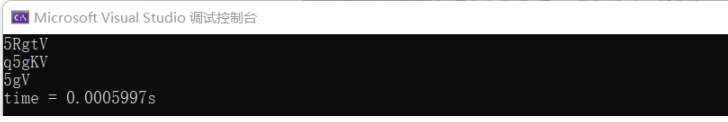 Microsoft Visual Studio 调试控制台
5RgtV
q5gKV
5gV
time = 0.0005997s